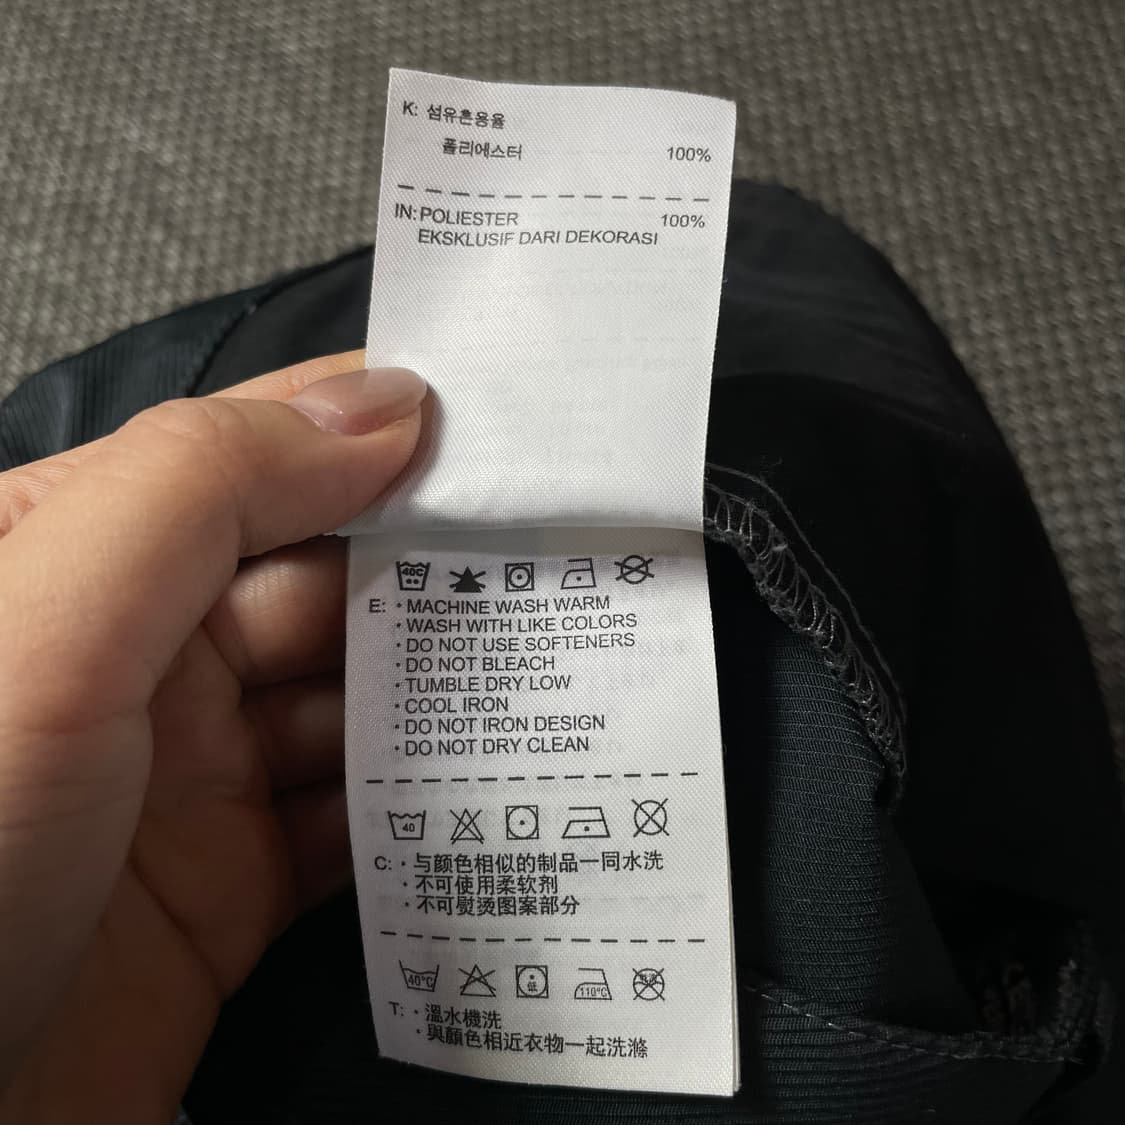 K: 섬유혼용율
폴리에스터 100%
IN: POLIESTER 100%
EKSKLUSIF DARI DEKORASI
40C
E: · MACHINE WASH WARM
· WASH WITH LIKE COLORS
· DO NOT USE SOFTENERS
· DO NOT BLEACH
· TUMBLE DRY LOW
· COOL IRON
· DO NOT IRON DESIGN
· DO NOT DRY CLEAN
40
C: · 与颜色相似的制品一同水洗
· 不可使用柔软剂
· 不可熨烫图案部分
40°C 低 110°C
T: · 溫水機洗
· 與顏色相近衣物一起洗滌